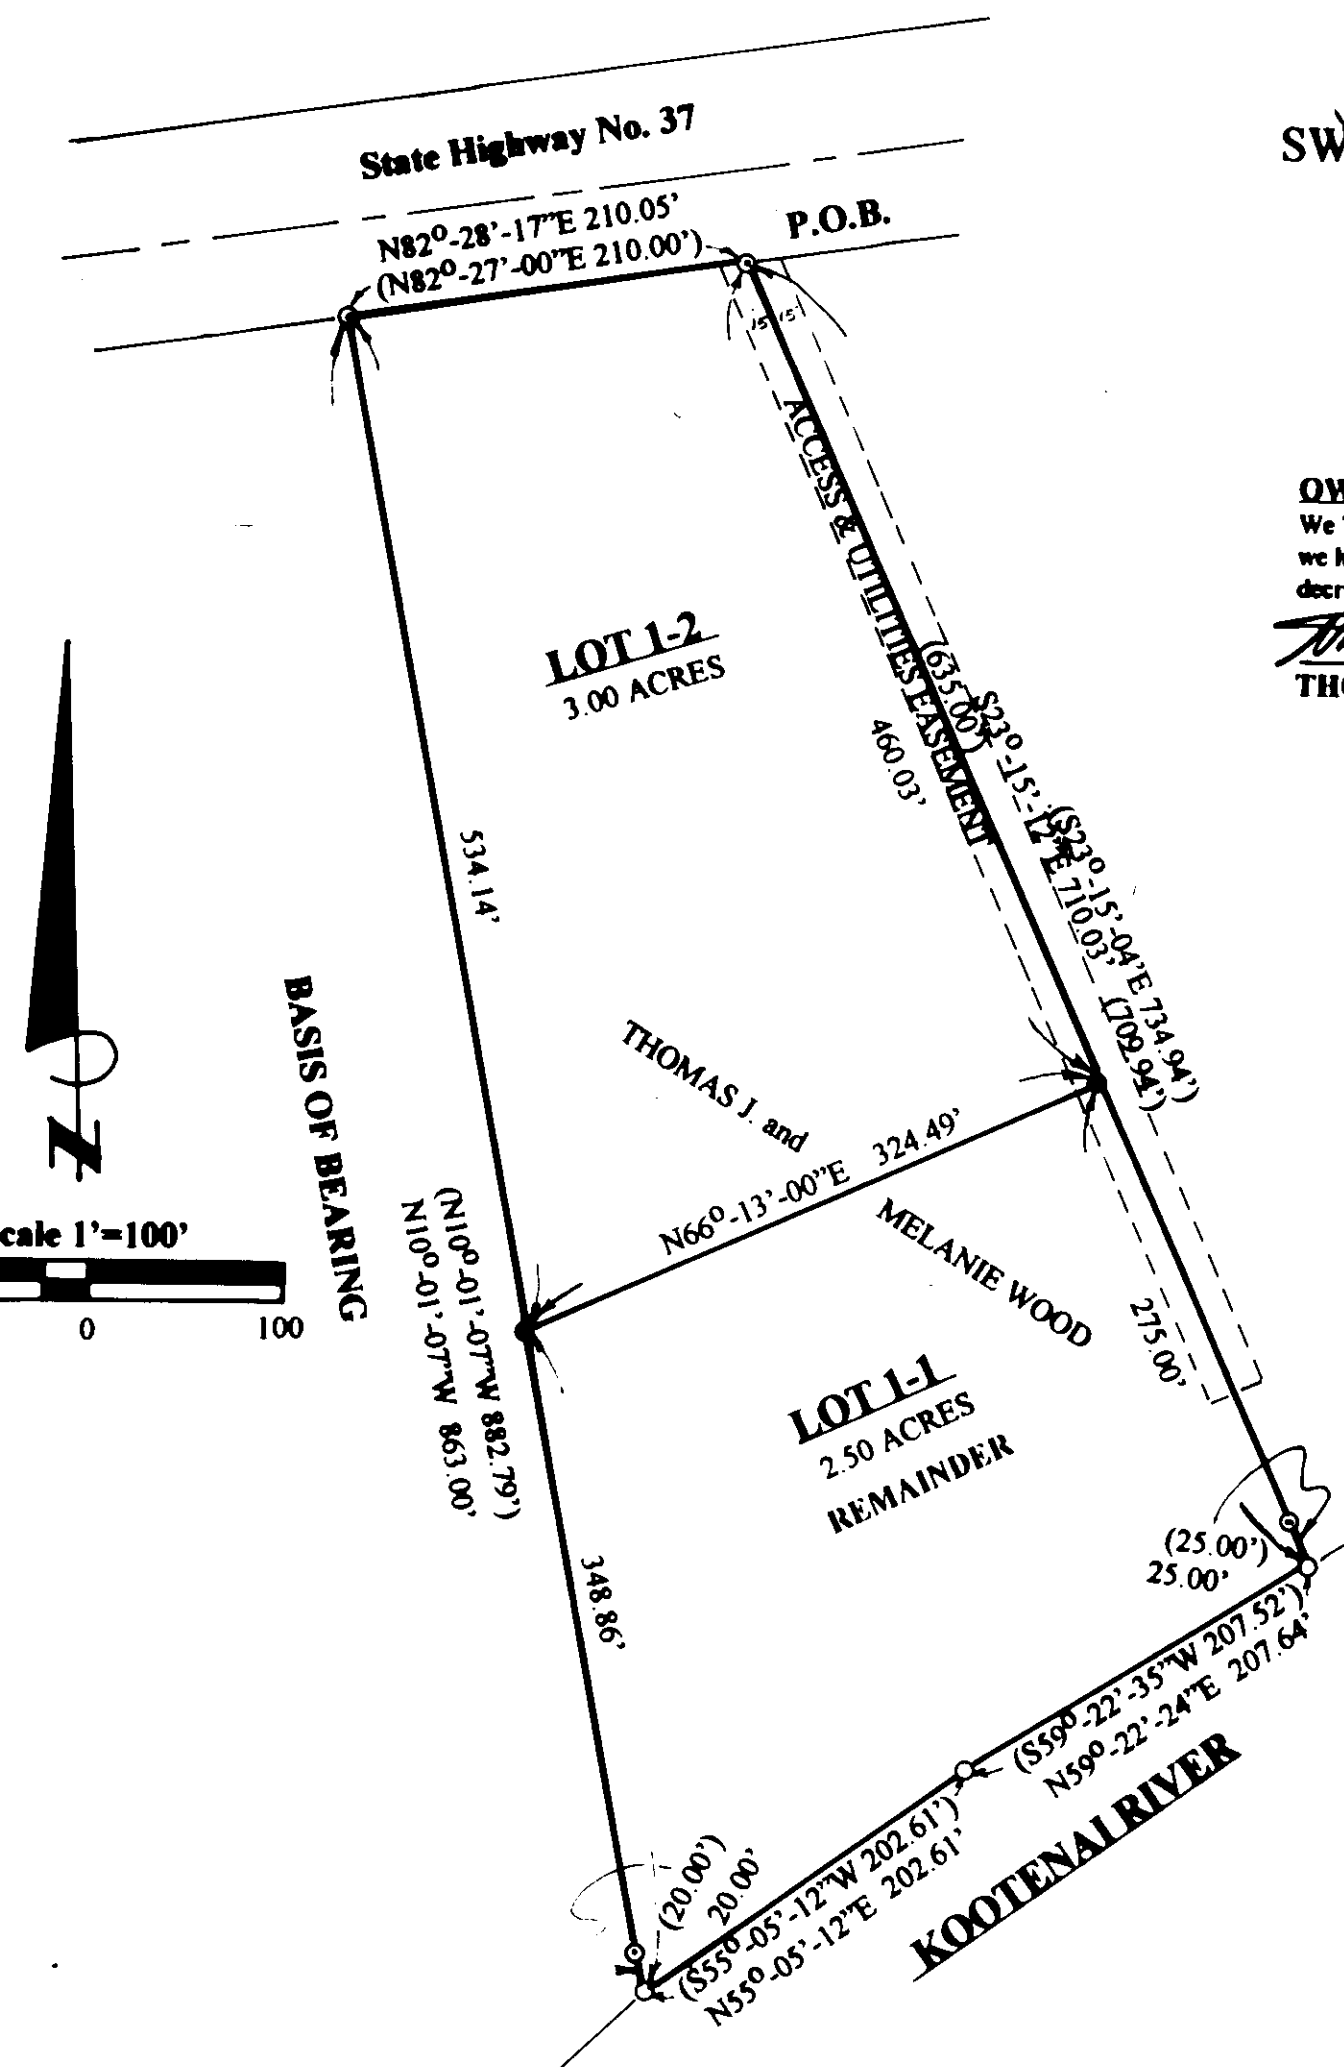 State Highway No. 37
SW
N82°-28'-17"E 210.05'
(N82°-27'-00"E 210.00')
P.O.B.
15' 15'
ACCESS & UTILITIES EASEMENT
OW
We
we
decr
THO
LOT 1-2
3.00 ACRES
(635.00')
460.03'
S23°-15'-12"E 710.03'
(S23°-15'-04'E 734.94')
(709.94')
534.14'
BASIS OF BEARING
THOMAS J. and
N66°-13'-00"E 324.49'
MELANIE WOOD
N
cale 1'=100'
0 100
(N10°-01'-07"W 882.79')
N10°-01'-07"W 863.00'
275.00'
LOT 1-1
2.50 ACRES
REMAINDER
(25.00')
25.00'
348.86'
(S59°-22'-35"W 207.52')
N59°-22'-24"E 207.64'
(20.00')
20.00'
(S55°-05'-12"W 202.61')
N55°-05'-12"E 202.61'
KOOTENAI RIVER